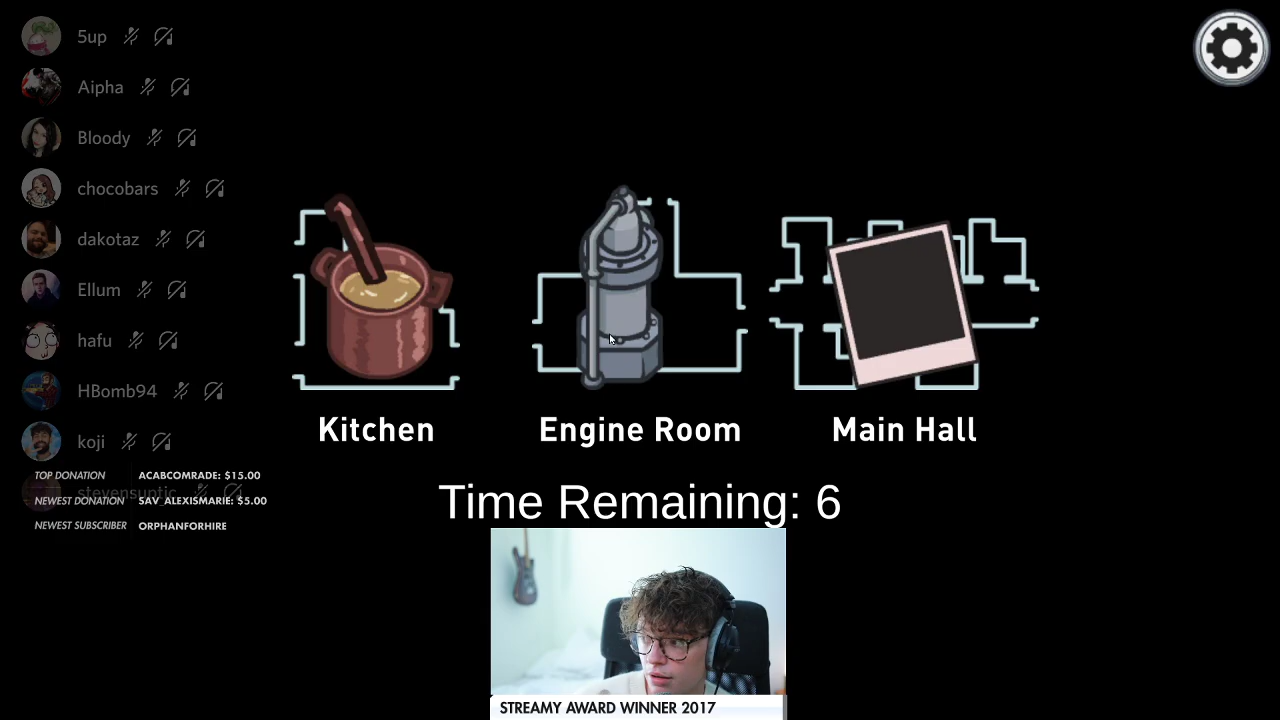 5up
Aipha
Bloody
chocobars
dakotaz
Ellum
hafu
HBomb94
koji
stevensuptic
TOP DONATION ACABCOMRADE: $15.00
NEWEST DONATION SAV_ALEXISMARIE: $5.00
NEWEST SUBSCRIBER ORPHANFORHIRE
Kitchen Engine Room Main Hall
Time Remaining: 6
STREAMY AWARD WINNER 2017